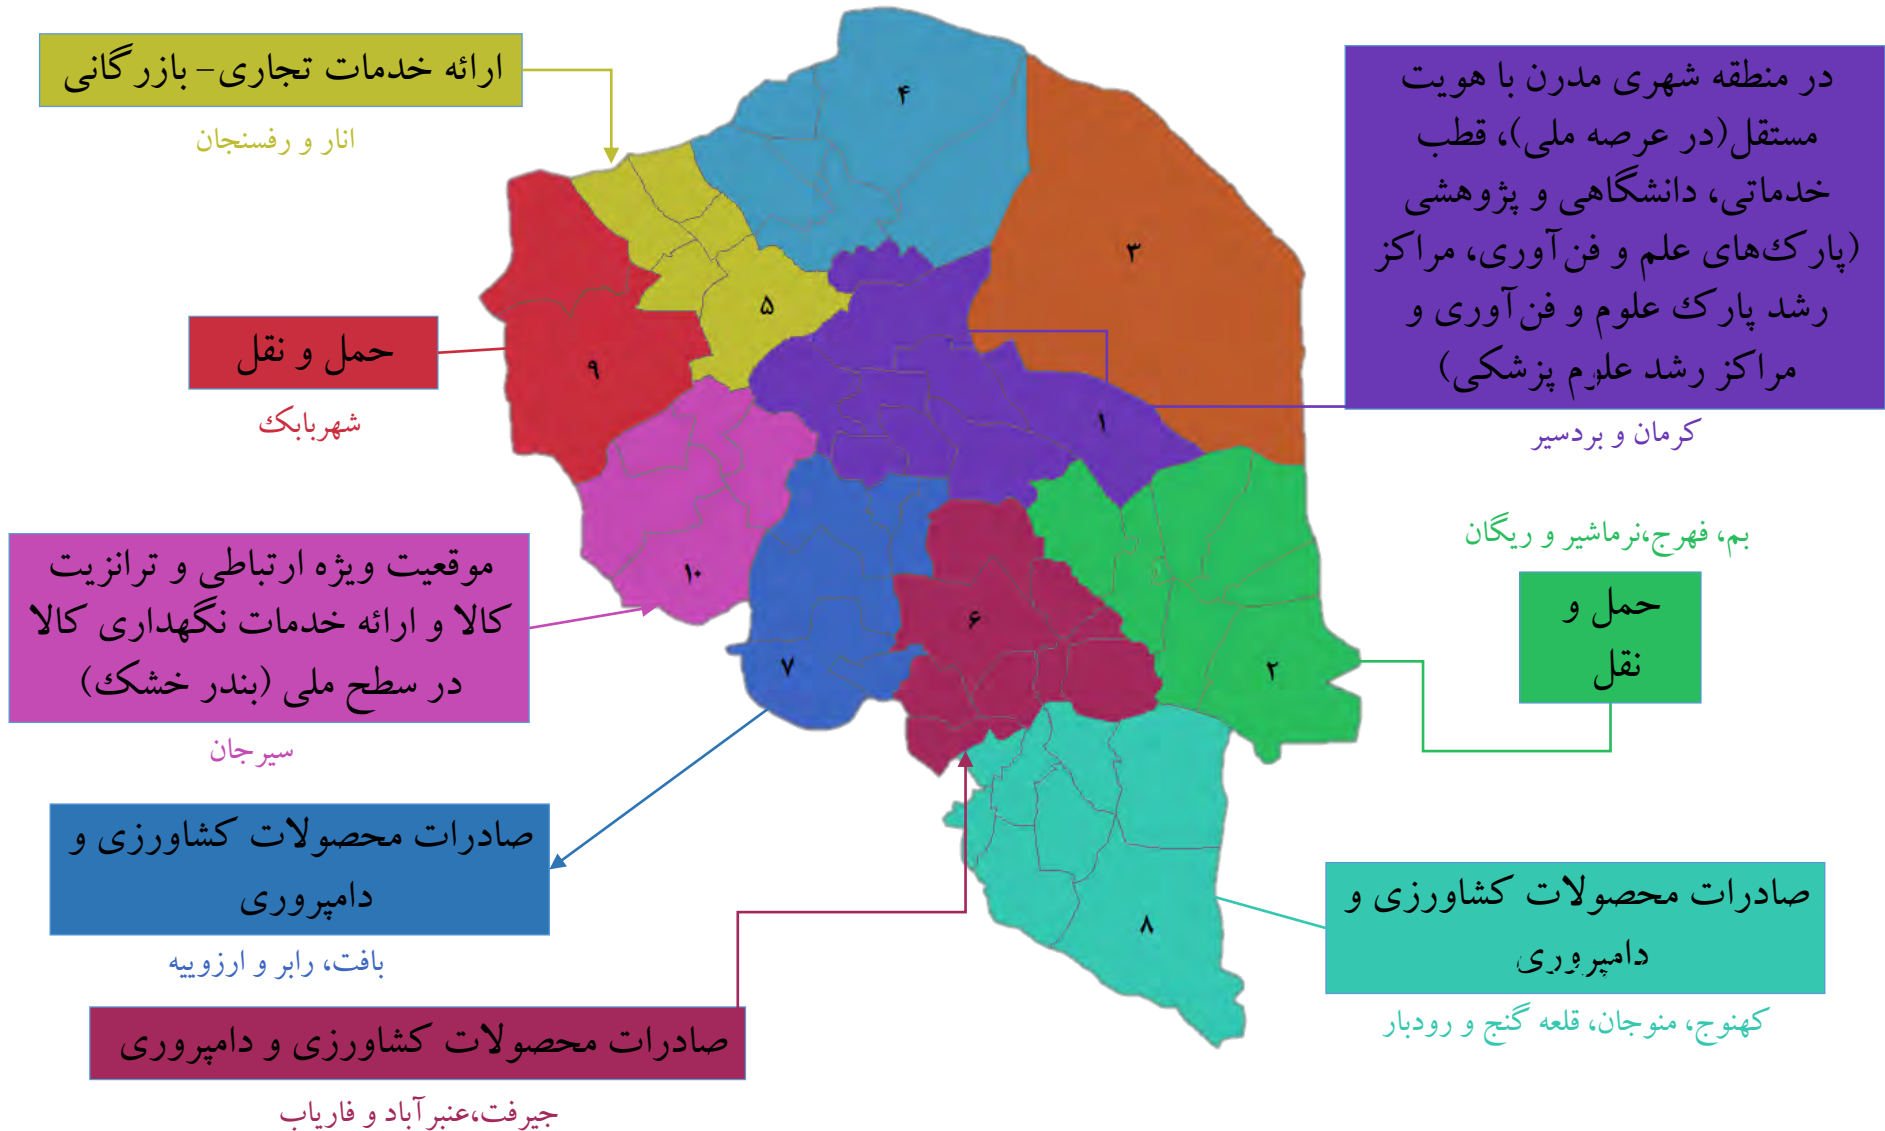 ارائه خدمات تجاری- بازرگانی
انار و رفسنجان
در منطقه شهری مدرن با هویت
مستقل(در عرصه ملی)، قطب
خدماتی، دانشگاهی و پژوهشی
(پارک‌های علم و فن‌آوری، مراکز
رشد پارک علوم و فن‌آوری و
مراکز رشد علوم پزشکی)
کرمان و بردسیر
حمل و نقل
شهربابک
بم، فهرج،نرماشیر و ریگان
حمل و
نقل
موقعیت ویژه ارتباطی و ترانزیت
کالا و ارائه خدمات نگهداری کالا
در سطح ملی (بندر خشک)
سیرجان
صادرات محصولات کشاورزی و
دامپروری
بافت، رابر و ارزوییه
صادرات محصولات کشاورزی و
دامپروری
کهنوج، منوجان، قلعه گنج و رودبار
صادرات محصولات کشاورزی و دامپروری
جیرفت،عنبرآباد و فاریاب
۴
۳
۵
۹
۱
۱۰
۶
۷
۲
۸